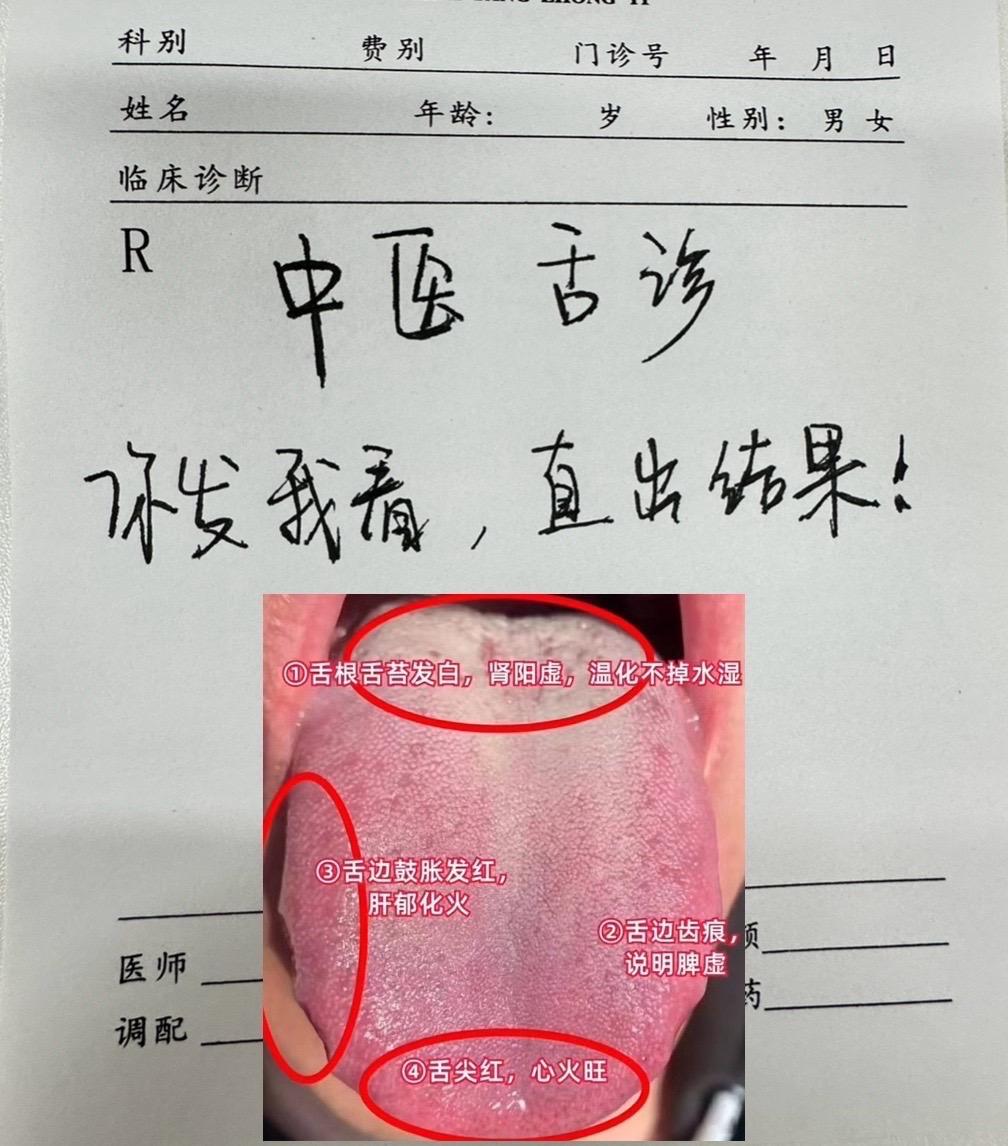 科别 费别 门诊号 年 月 日
姓名 年龄: 岁 性别: 男 女
临床诊断
R
中医舌诊
你发我看,直出结果!
①舌根舌苔发白,肾阳虚,温化不掉水湿
③舌边鼓胀发红,
肝郁化火
②舌边齿痕,
说明脾虚
④舌尖红,心火旺
医师
药
调配